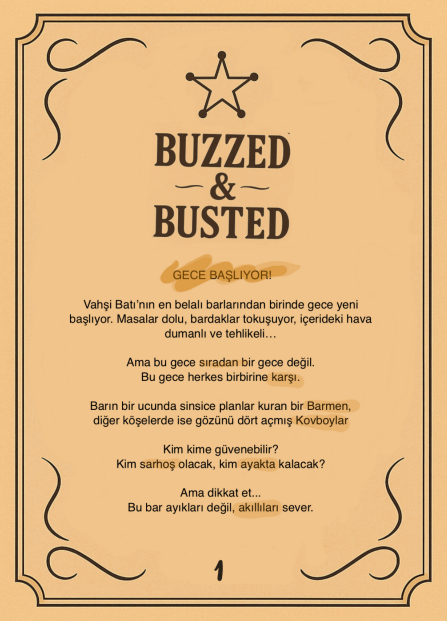 BUZZED
&
BUSTED
GECE BAŞLIYOR!
Vahşi Batı'nın en belalı barlarından birinde gece yeni
başlıyor. Masalar dolu, bardaklar tokuşuyor, içerideki hava
dumanlı ve tehlikeli...
Ama bu gece sıradan bir gece değil.
Bu gece herkes birbirine karşı.
Barın bir ucunda sinsice planlar kuran bir Barmen,
diğer köşelerde ise gözünü dört açmış Kovboylar
Kim kime güvenebilir?
Kim sarhoş olacak, kim ayakta kalacak?
Ama dikkat et...
Bu bar ayıkları değil, akıllıları sever.
1